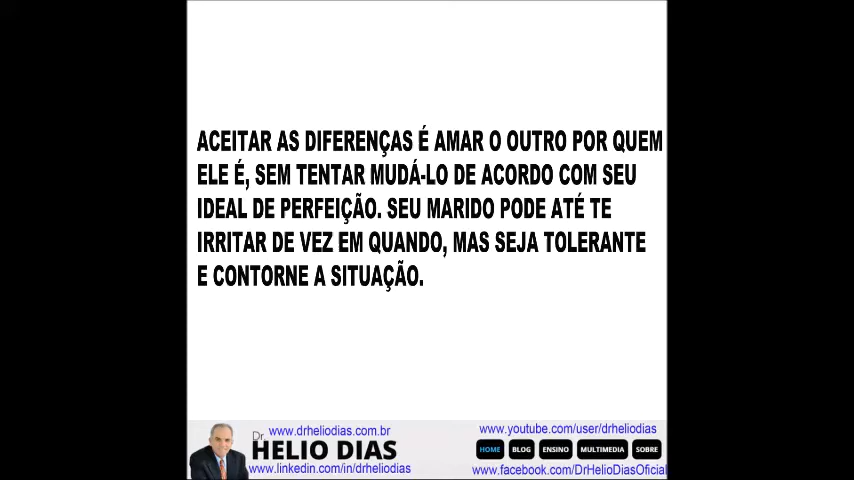 ACEITAR AS DIFERENÇAS É AMAR O OUTRO POR QUEM
ELE É, SEM TENTAR MUDÁ-LO DE ACORDO COM SEU
IDEAL DE PERFEIÇÃO. SEU MARIDO PODE ATÉ TE
IRRITAR DE VEZ EM QUANDO, MAS SEJA TOLERANTE
E CONTORNE A SITUAÇÃO.
www.drheliodias.com.br
Dr.
HELIO DIAS
www.linkedin.com/in/drheliodias
www.youtube.com/user/drheliodias
HOME BLOG ENSINO MULTIMEDIA SOBRE
www.facebook.com/DrHelioDiasOficial